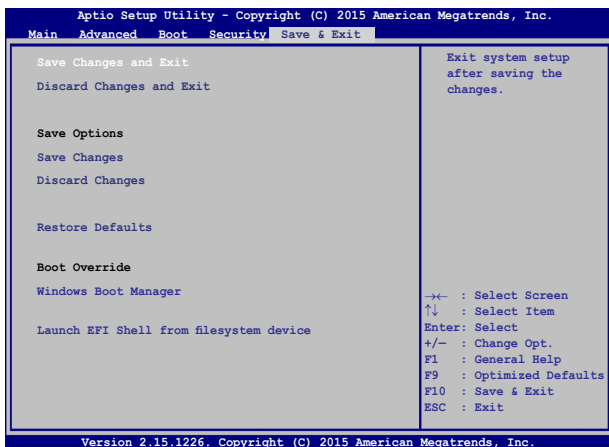 Aptio Setup Utility - Copyright (C) 2015 American Megatrends, Inc.
Main Advanced Boot Security Save & Exit
Save Changes and Exit
Discard Changes and Exit
Save Options
Save Changes
Discard Changes
Restore Defaults
Boot Override
Windows Boot Manager
Launch EFI Shell from filesystem device
Exit system setup
after saving the
changes.
→← : Select Screen
↑↓ : Select Item
Enter: Select
+/— : Change Opt.
F1 : General Help
F9 : Optimized Defaults
F10 : Save & Exit
ESC : Exit
Version 2.15.1226. Copyright (C) 2015 American Megatrends, Inc.